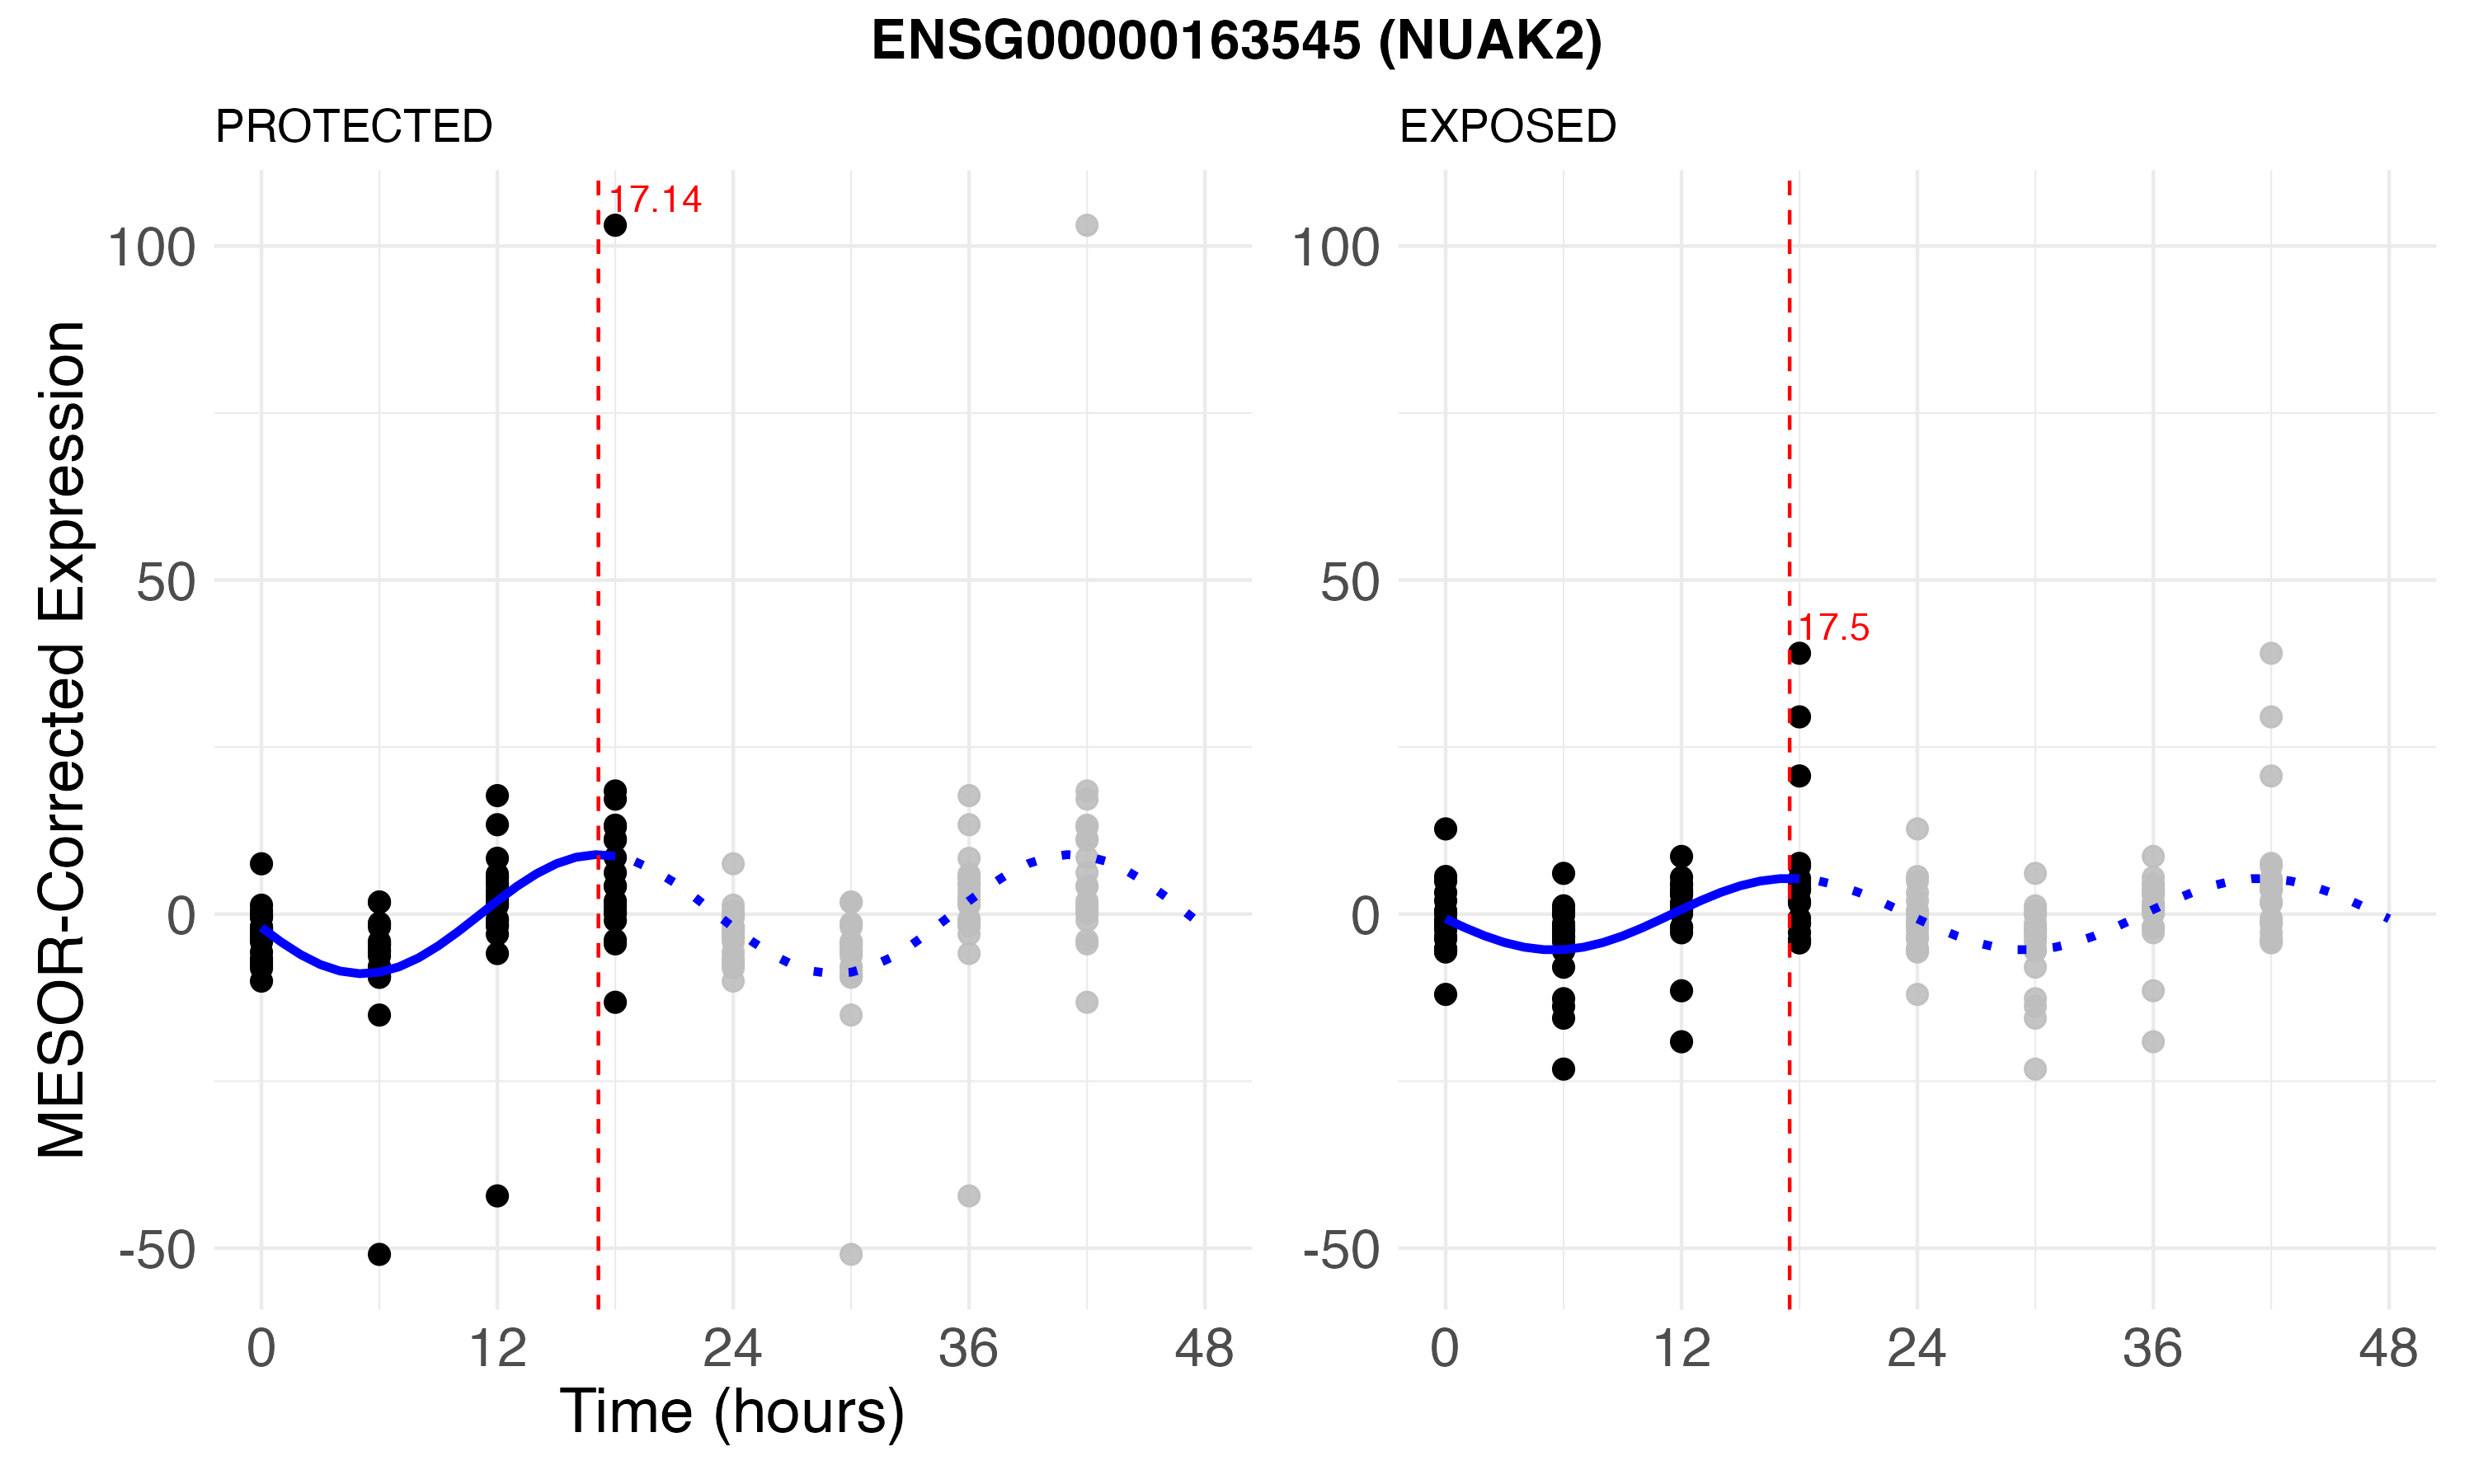 ENSG00000163545 (NUAK2)
PROTECTED
EXPOSED
17.14
17.5
100
50
0
-50
100
50
0
-50
MESOR-Corrected Expression
0 12 24 36 48
0 12 24 36 48
Time (hours)